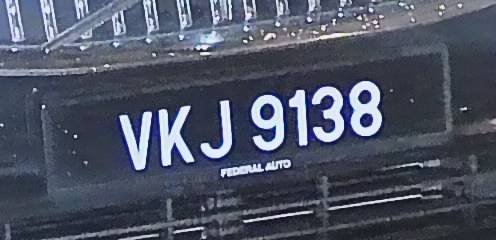 VKJ 9138
FEDERAL AUTO